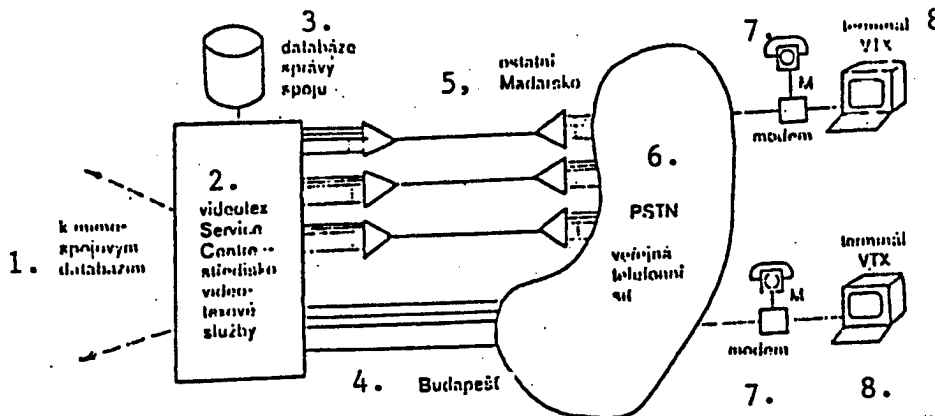 3.
databáze
správy
spojů
5,
ostatní
Maďarsko
7.
M
modem
terminál
VTX
8
1.
k mimo-
spojovým
databázím
2.
videotex
Service
Centre -
středisko
video-
texové
služby
6.
PSTN
veřejná
telefonní
síť
4.
Budapešť
M
modem
7.
terminál
VTX
8.